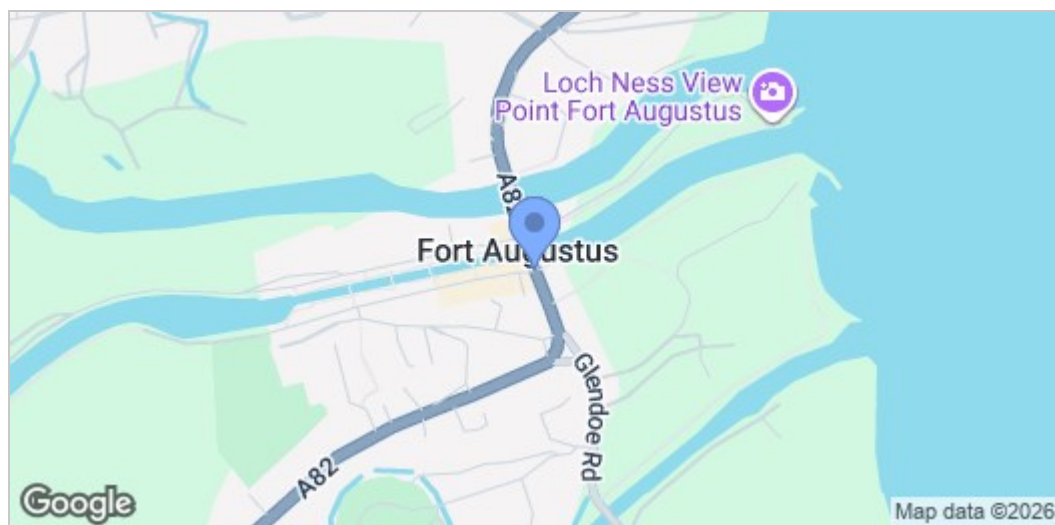 Loch Ness View
Point Fort Augustus
A82
Fort Augustus
Glendoe Rd
A82
Google
Map data ©2026